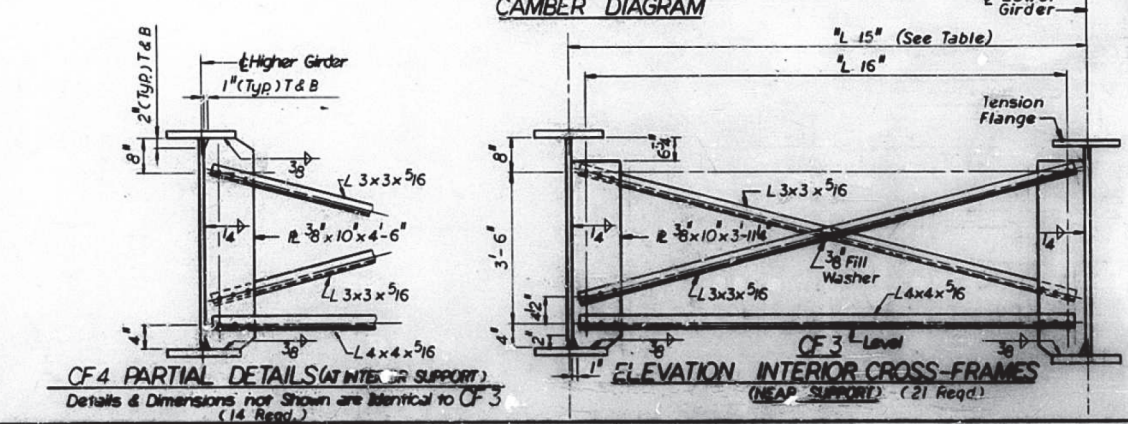 CAMBER DIAGRAM
Girder
"L 15" (See Table)
"L 16"
℄ Higher Girder
1" (Typ.) T & B
2" (Typ.) T & B
Tension
Flange
8"
3/8
L 3×3×5/16
1/4
℄ 3/8"×10"×4'-6"
L 3×3×5/16
4"
3/8
L 4×4×5/16
8"
6 1/4"
L 3×3×5/16
1/4
3/8"×10"×3'-11 1/4"
3'-6"
3/8" Fill
Washer
1/4
L 3×3×5/16
L 4×4×5/16
4 1/2"
4"
2"
3/8
1"
Level
3/8
CF 4 PARTIAL DETAILS (AT INTERIOR SUPPORT)
Details & Dimensions not Shown are Identical to CF 3
(14 Reqd.)
CF 3
ELEVATION INTERIOR CROSS-FRAMES
(NEAR SUPPORT) (21 Reqd.)